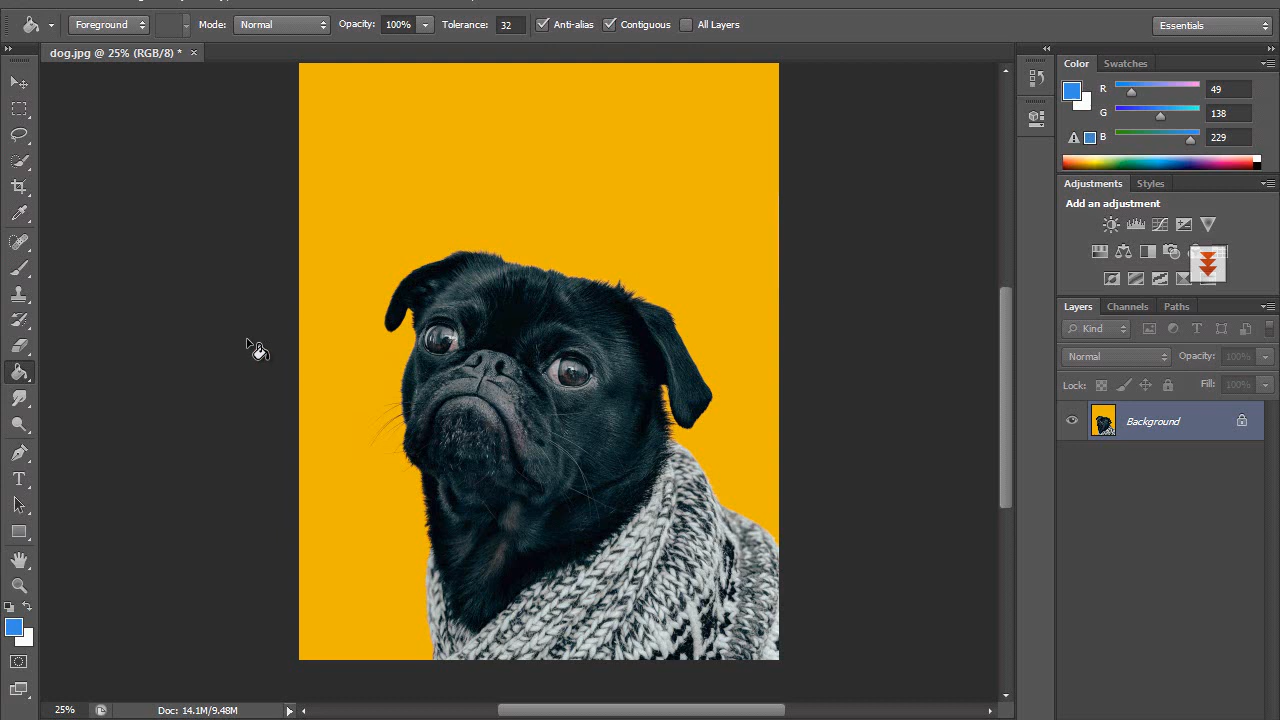 Foreground Mode: Normal Opacity: 100% Tolerance: 32 Anti-alias Contiguous All Layers Essentials
dog.jpg @ 25% (RGB/8) * ×
Color Swatches
R 49
G 138
B 229
Adjustments Styles
Add an adjustment
Layers Channels Paths
Kind T
Normal Opacity: 100%
Lock: Fill: 100%
Background
T
25% Doc: 14.1M/9.48M